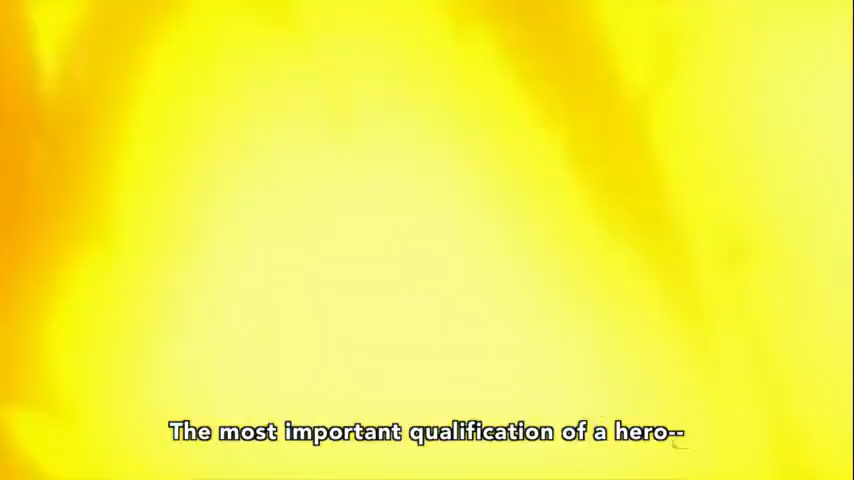 The most important qualification of a hero--